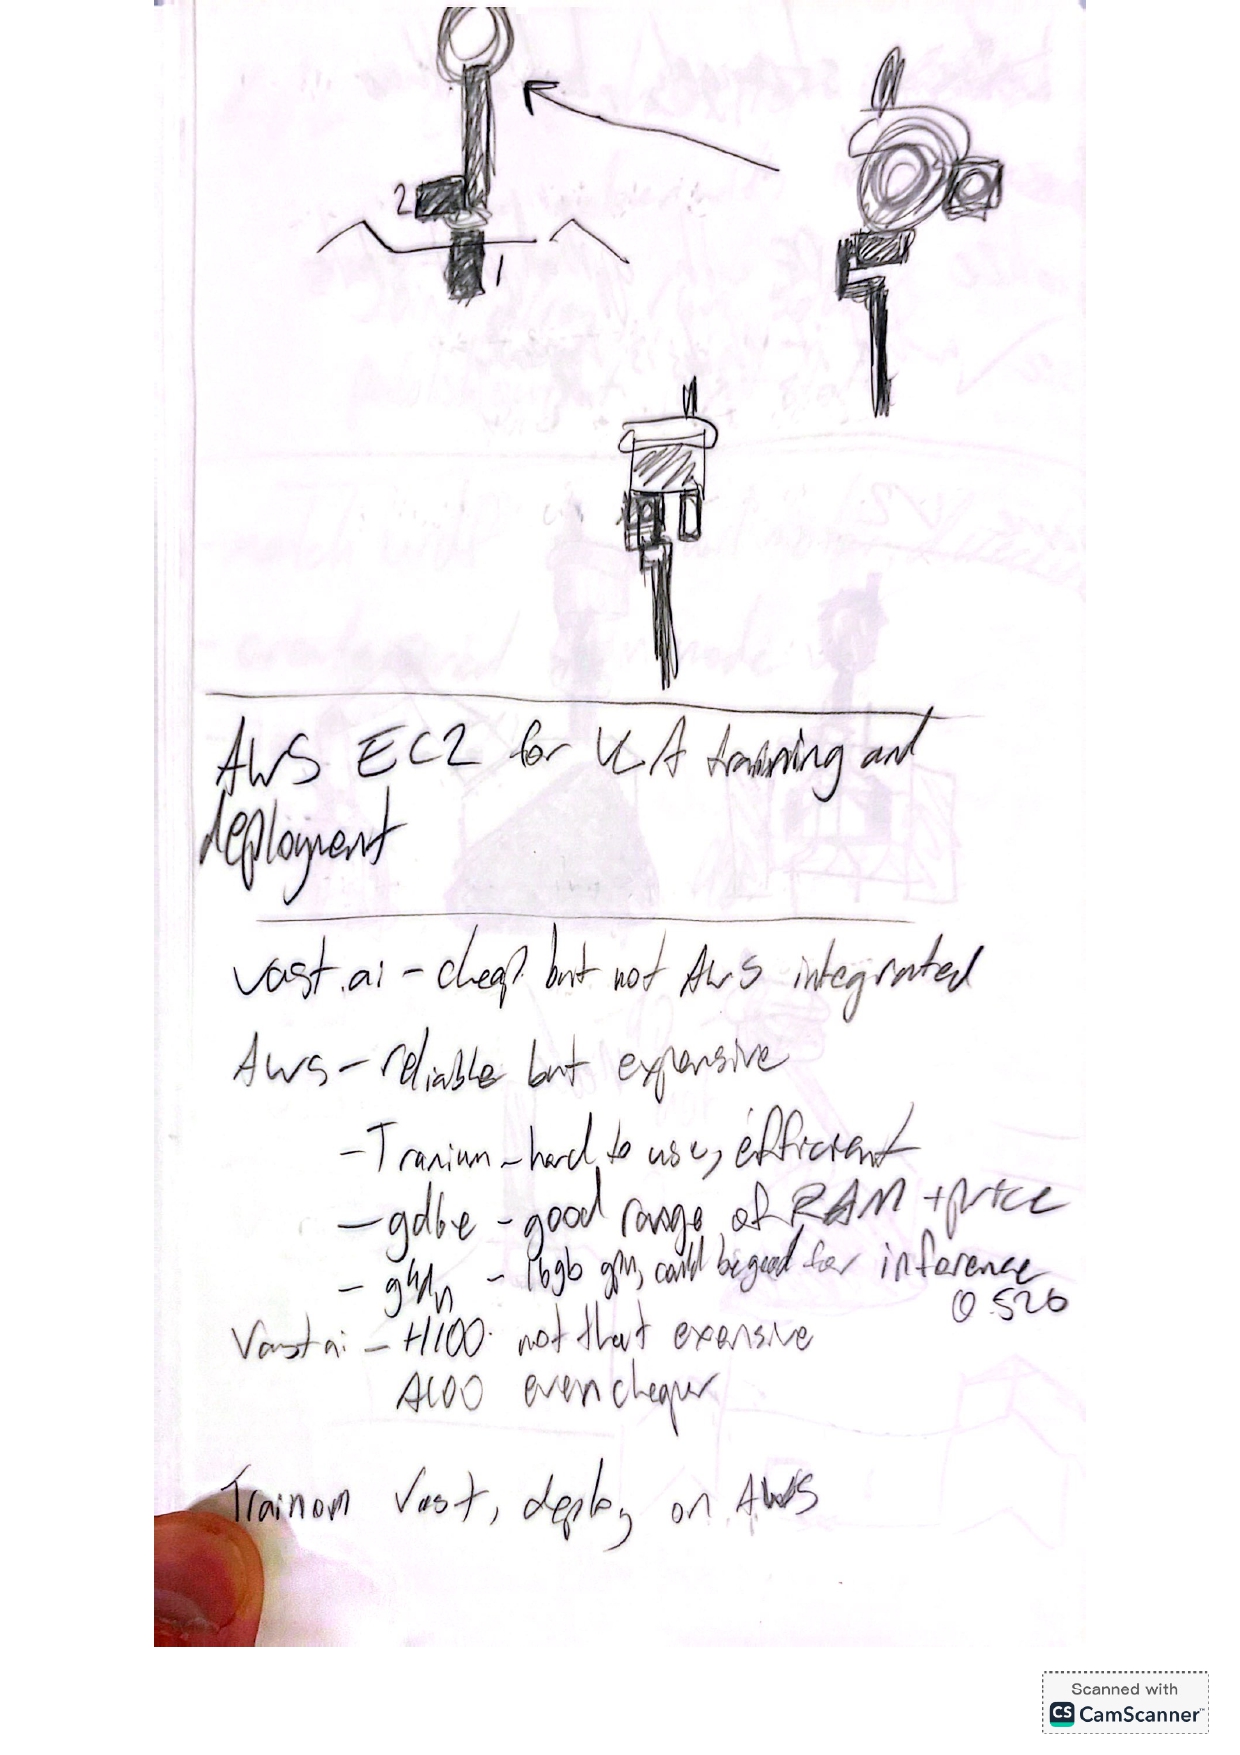 2
1
AWS EC2 for VLA training and
deployment
vast.ai - cheap but not AWS integrated
AWS - reliable but expensive
- Tranium - hard to use, efficient
- gd6e - good range of RAM + price
- g4dn - 16gb gpu, could be good for inference
0.526
Vast ai - H100 not that exensive
A100 even cheaper
Train on Vast, deploy on AWS
Scanned with
CS CamScanner